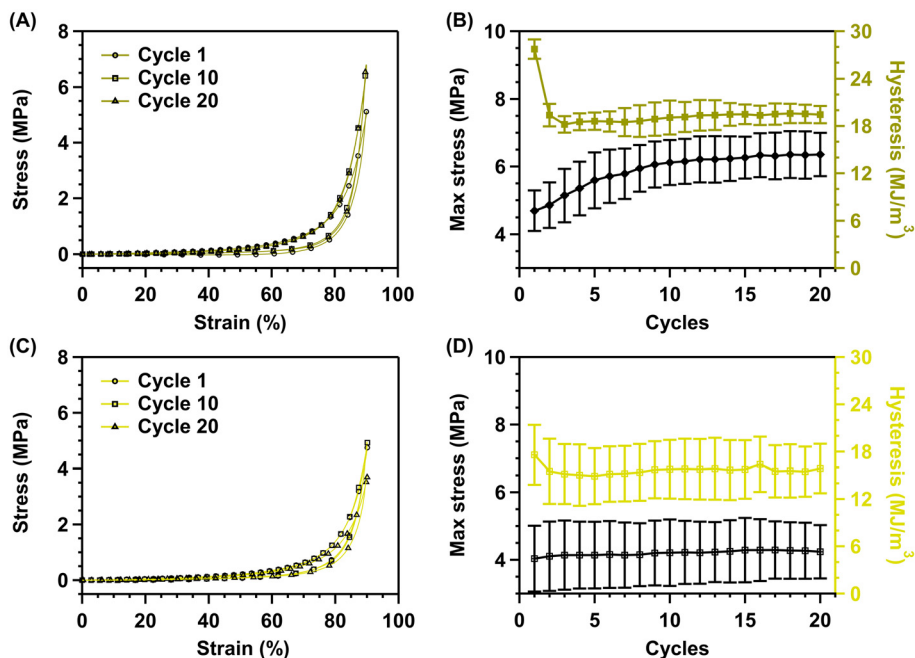 (A)
8
6
4
2
0
Stress (MPa)
Cycle 1
Cycle 10
Cycle 20
0 20 40 60 80 100
Strain (%)
(B)
10
8
6
4
Max stress (MPa)
30
24
18
12
6
0
Hysteresis (MJ/m³)
0 5 10 15 20
Cycles
(C)
8
6
4
2
0
Stress (MPa)
Cycle 1
Cycle 10
Cycle 20
0 20 40 60 80 100
Strain (%)
(D)
10
8
6
4
Max stress (MPa)
30
24
18
12
6
0
Hysteresis (MJ/m³)
0 5 10 15 20
Cycles